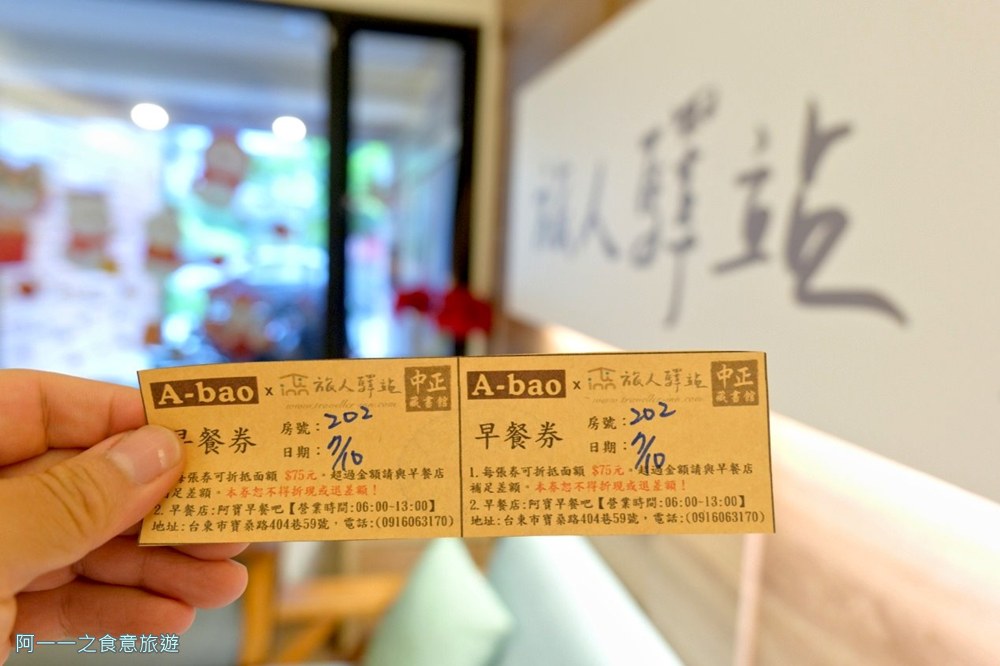 旅人驛站
A-bao x 旅人驛站 中正藏書館
早餐券 房號:202
日期:7/10
1.每張券可折抵面額 $75元,超過金額請與早餐店
補足差額。本券恕不得折現或退差額!
2.早餐店:阿寶早餐吧【營業時間:06:00-13:00】
地址:台東市寶桑路404巷59號,電話:(0916063170)
A-bao x 旅人驛站 中正藏書館
早餐券 房號:202
日期:7/10
1.每張券可折抵面額 $75元,超過金額請與早餐店
補足差額。本券恕不得折現或退差額!
2.早餐店:阿寶早餐吧【營業時間:06:00-13:00】
地址:台東市寶桑路404巷59號,電話:(0916063170)
阿一一之食意旅遊